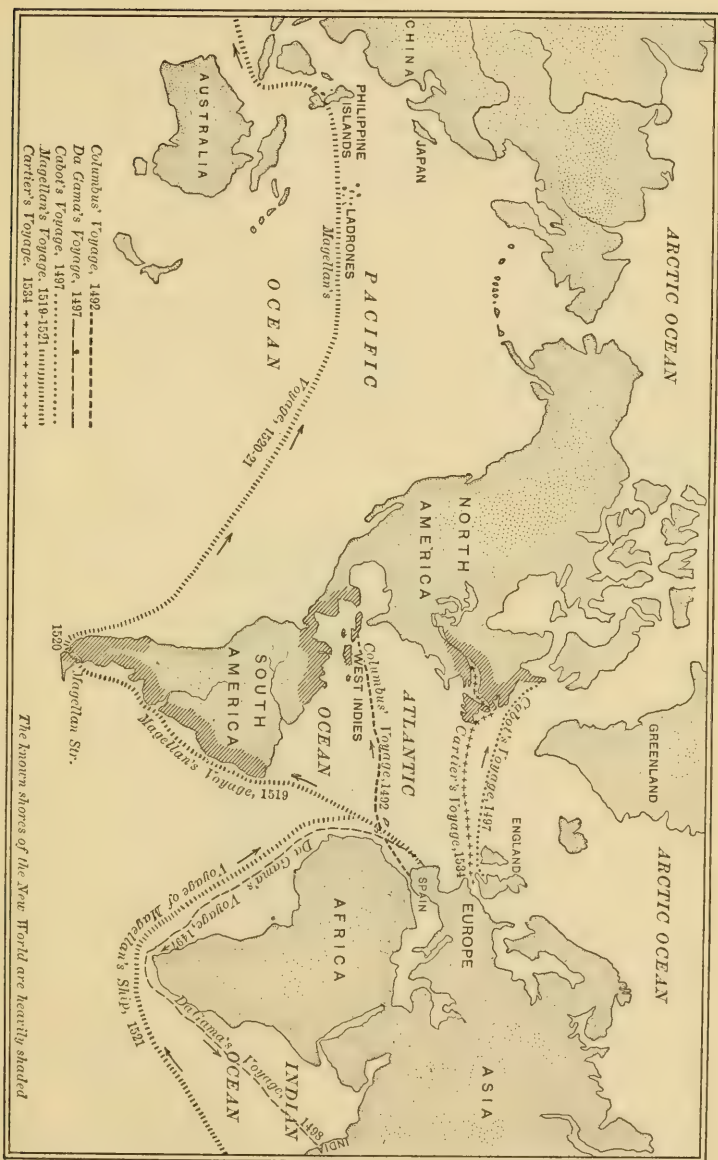 ARCTIC OCEAN
ARCTIC OCEAN
GREENLAND
CHINA
JAPAN
PHILIPPINE
ISLANDS
LADRONES
AUSTRALIA
PACIFIC
OCEAN
Magellan's
Voyage, 1520-21
NORTH
AMERICA
WEST INDIES
SOUTH
AMERICA
1520
Magellan Str.
Magellan's Voyage, 1519
ATLANTIC
OCEAN
Columbus' Voyage, 1492
Cabot's Voyage, 1497
Cartier's Voyage, 1534
ENGLAND
SPAIN
EUROPE
ASIA
AFRICA
Da Gama's Voyage, 1497
Voyage of Magellan's Ship, 1521
Da Gama's Voyage, 1498
INDIAN
OCEAN
INDIA
Columbus' Voyage, 1492
Da Gama's Voyage, 1497
Cabot's Voyage, 1497
Magellan's Voyage. 1519-1521
Cartier's Voyage. 1534
The known shores of the New World are heavily shaded